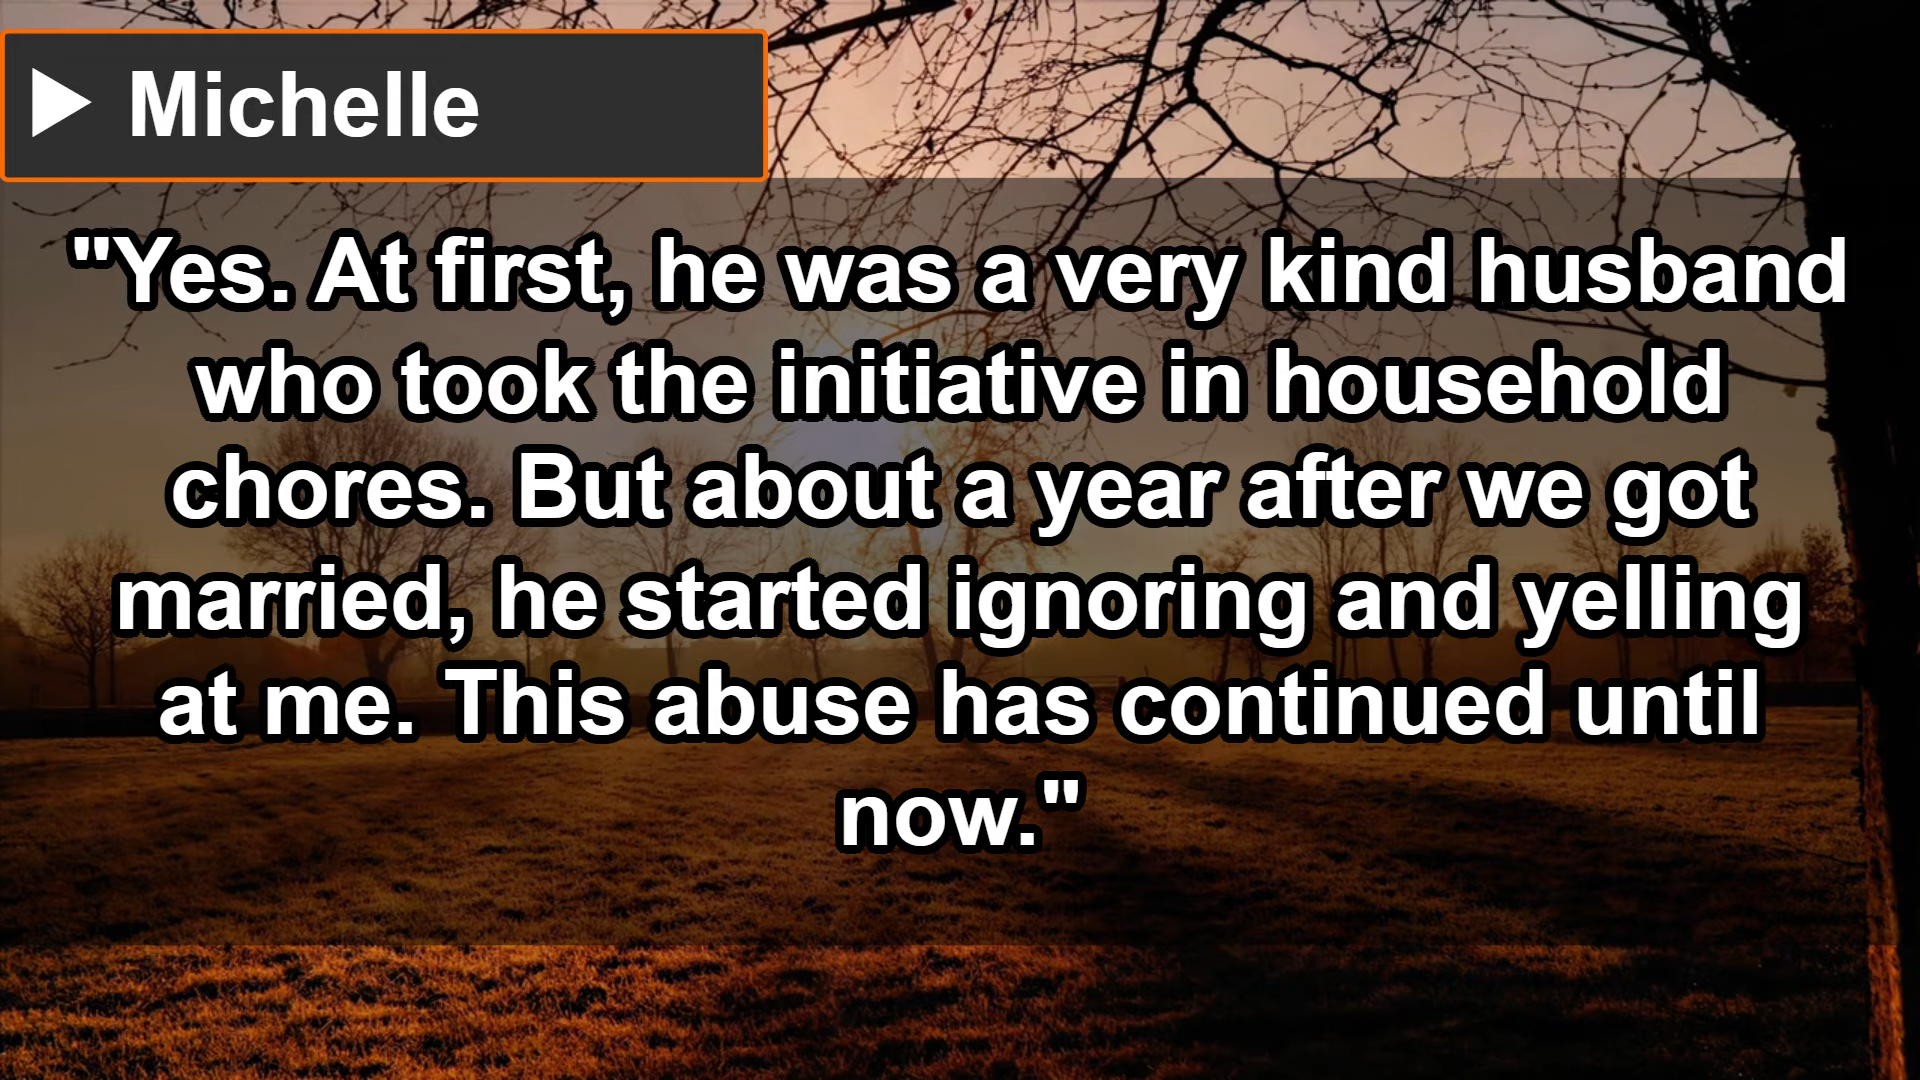 Michelle
"Yes. At first, he was a very kind husband
who took the initiative in household
chores. But about a year after we got
married, he started ignoring and yelling
at me. This abuse has continued until
now."